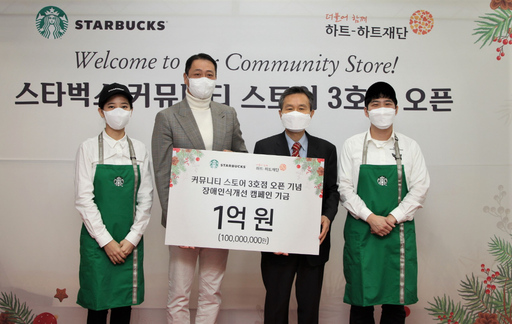 STARBUCKS
더불어 함께
하트-하트재단
Welcome to Community Store!
스타벅스 커뮤니티 스토어 3호점 오픈
STARBUCKS
하트-하트재단
커뮤니티 스토어 3호점 오픈 기념
장애인식개선 캠페인 기금
1억 원
(100,000,000원)